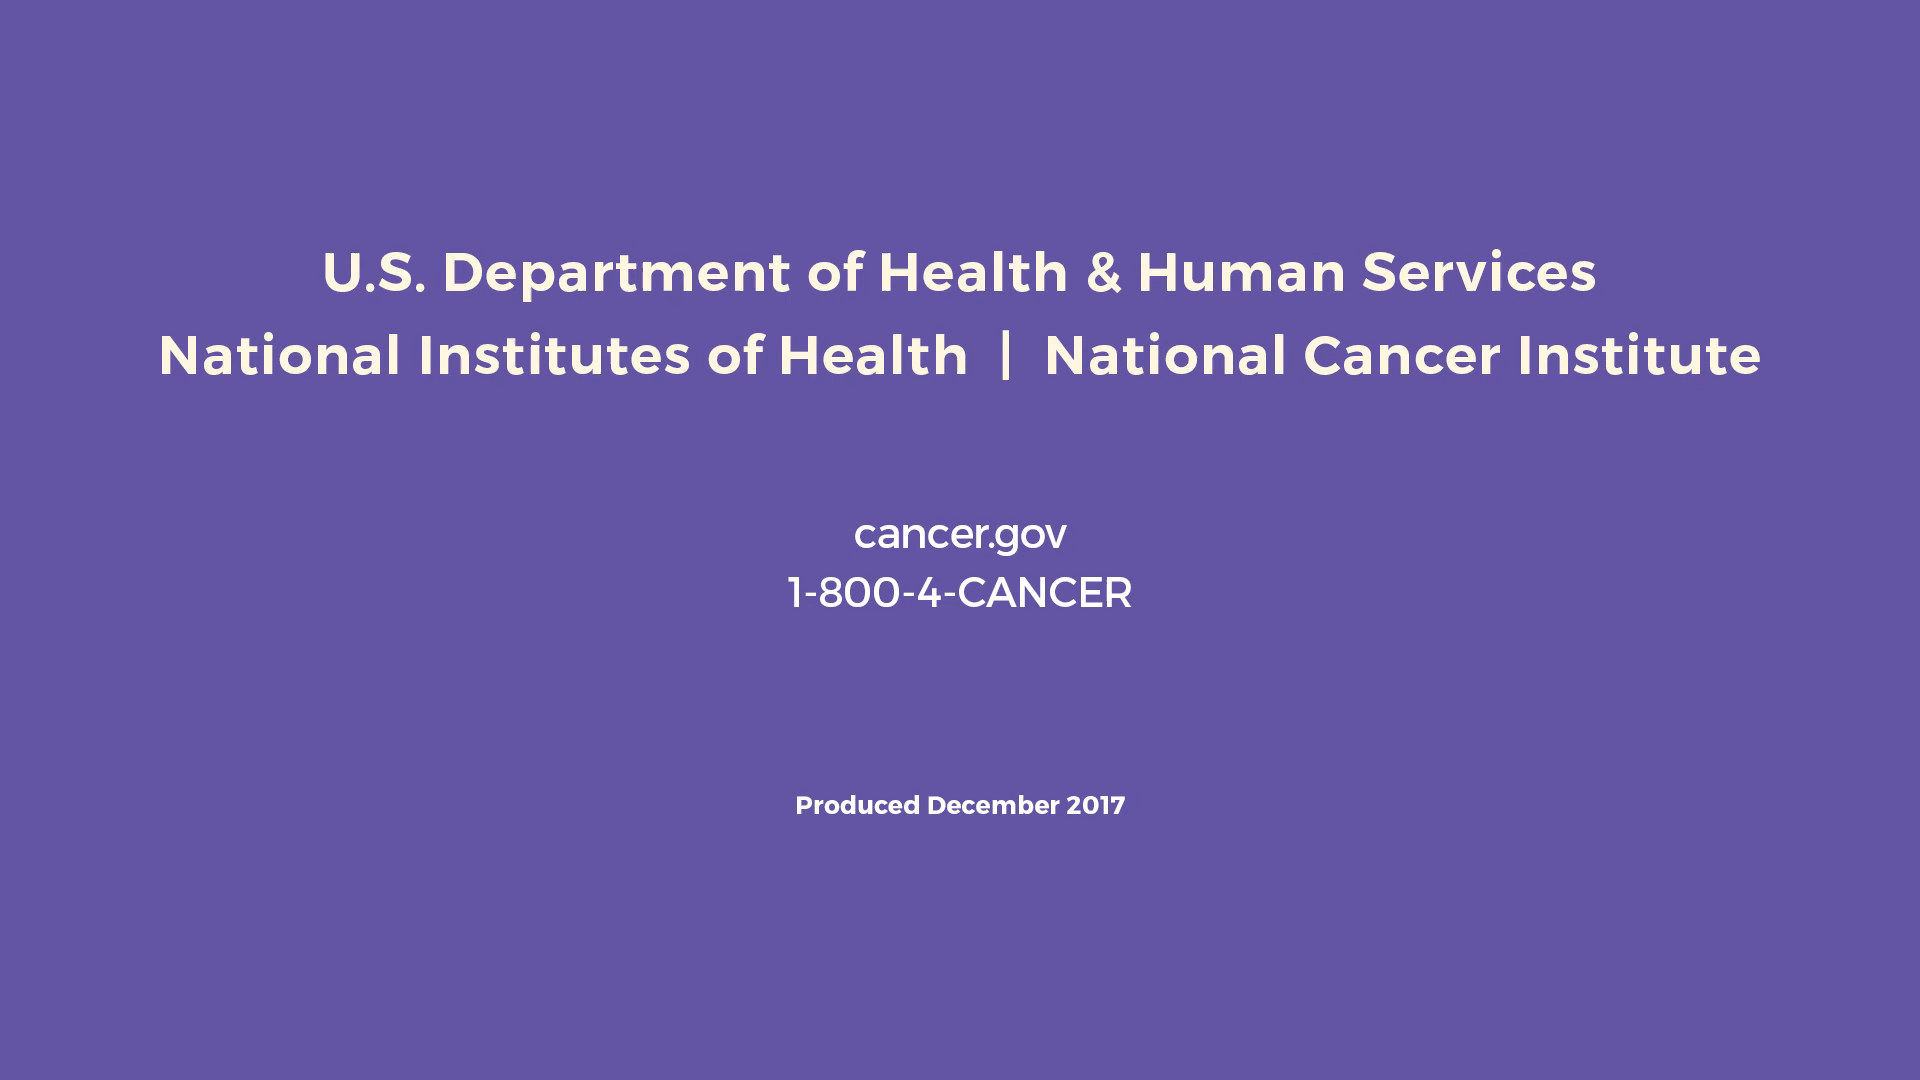 U.S. Department of Health & Human Services
National Institutes of Health | National Cancer Institute
cancer.gov
1-800-4-CANCER
Produced December 2017